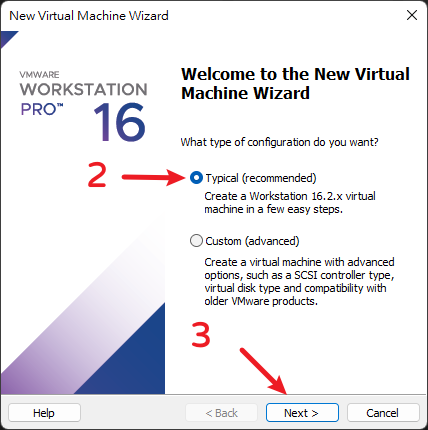 New Virtual Machine Wizard
VMWARE
WORKSTATION
PRO™ 16
Welcome to the New Virtual
Machine Wizard
What type of configuration do you want?
2
Typical (recommended)
Create a Workstation 16.2.x virtual
machine in a few easy steps.
Custom (advanced)
Create a virtual machine with advanced
options, such as a SCSI controller type,
virtual disk type and compatibility with
older VMware products.
3
Help
< Back
Next >
Cancel